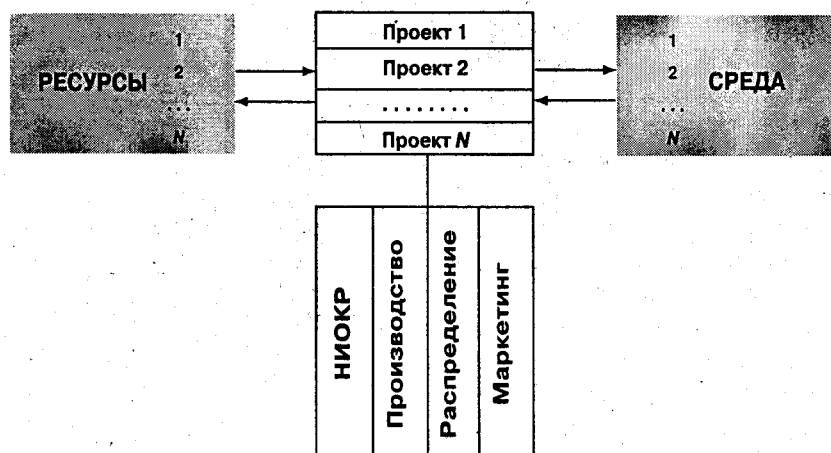 РЕСУРСЫ
1
2
...
N
Проект 1
Проект 2
........
Проект N
1
2
...
N
СРЕДА
НИОКР
Производство
Распределение
Маркетинг